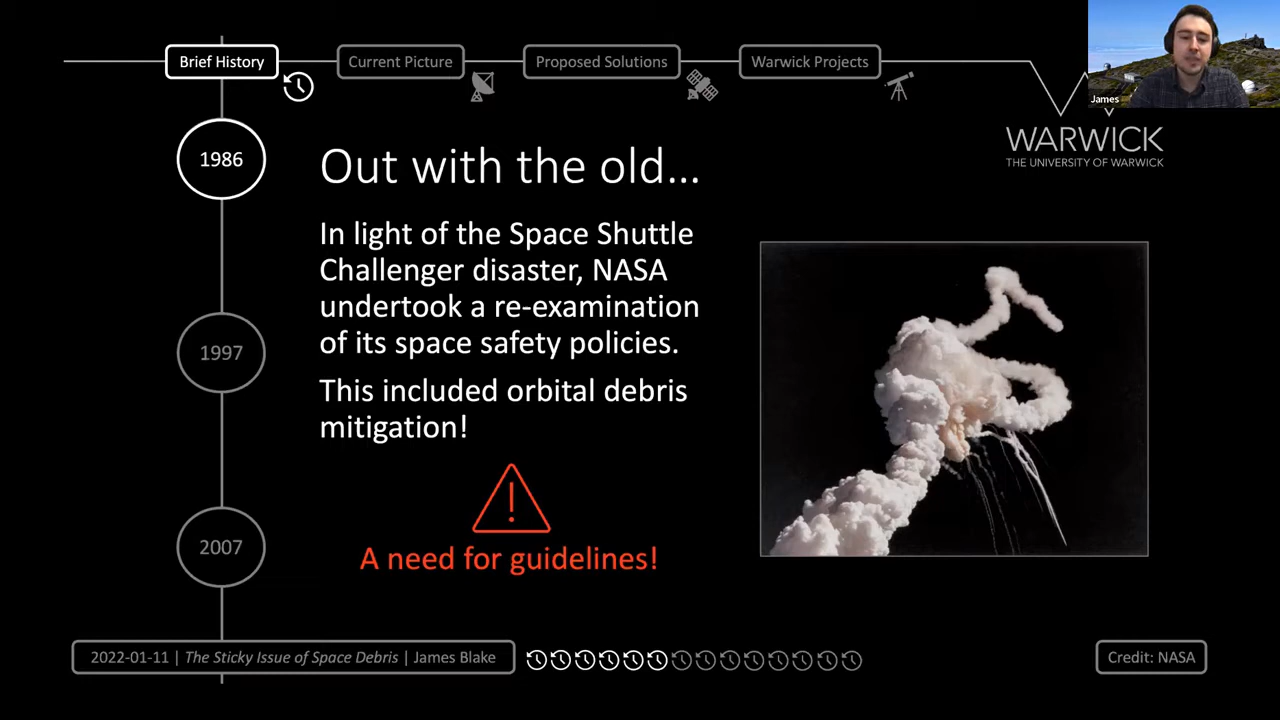 Brief History
Current Picture
Proposed Solutions
Warwick Projects
James
WARWICK
THE UNIVERSITY OF WARWICK
1986
1997
2007
Out with the old...
In light of the Space Shuttle
Challenger disaster, NASA
undertook a re-examination
of its space safety policies.
This included orbital debris
mitigation!
A need for guidelines!
2022-01-11 | The Sticky Issue of Space Debris | James Blake
Credit: NASA